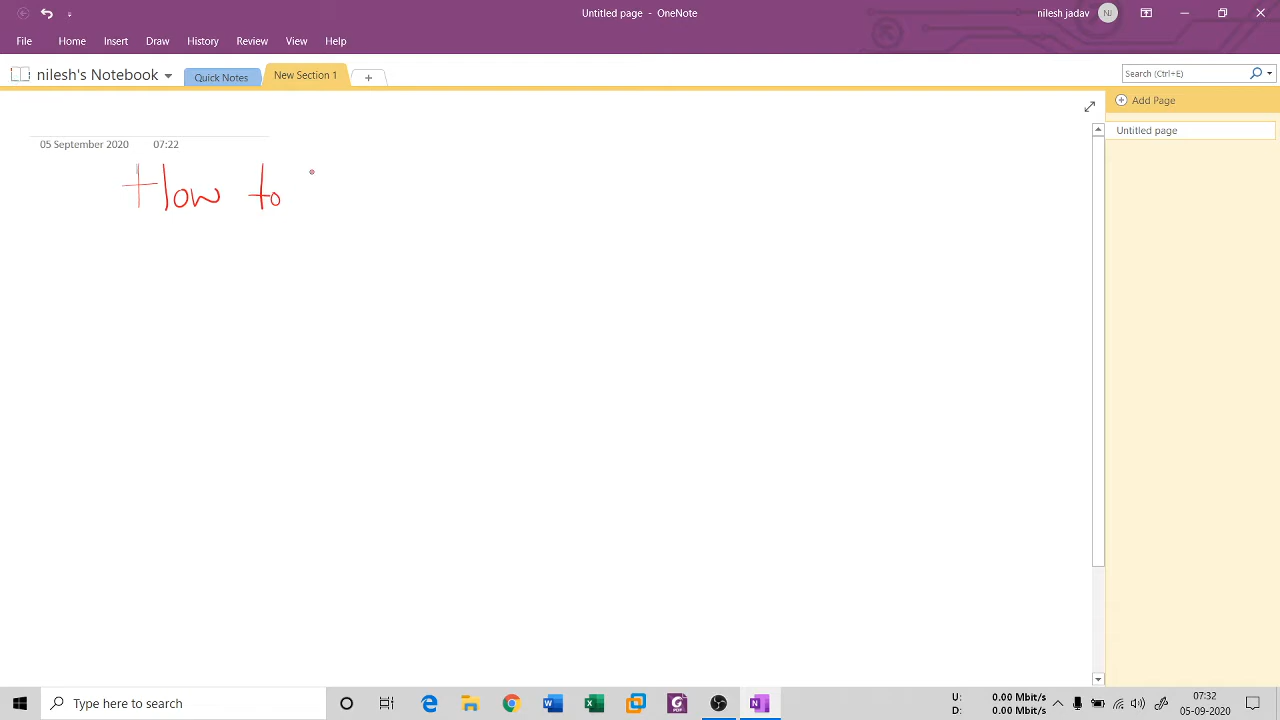 Untitled page - OneNote
nilesh jadav
NJ
File Home Insert Draw History Review View Help
nilesh's Notebook
Quick Notes
New Section 1
Search (Ctrl+E)
Add Page
Untitled page
05 September 2020 07:22
How to
Type here to search
U: 0.00 Mbit/s
D: 0.00 Mbit/s
07:32
05-09-2020